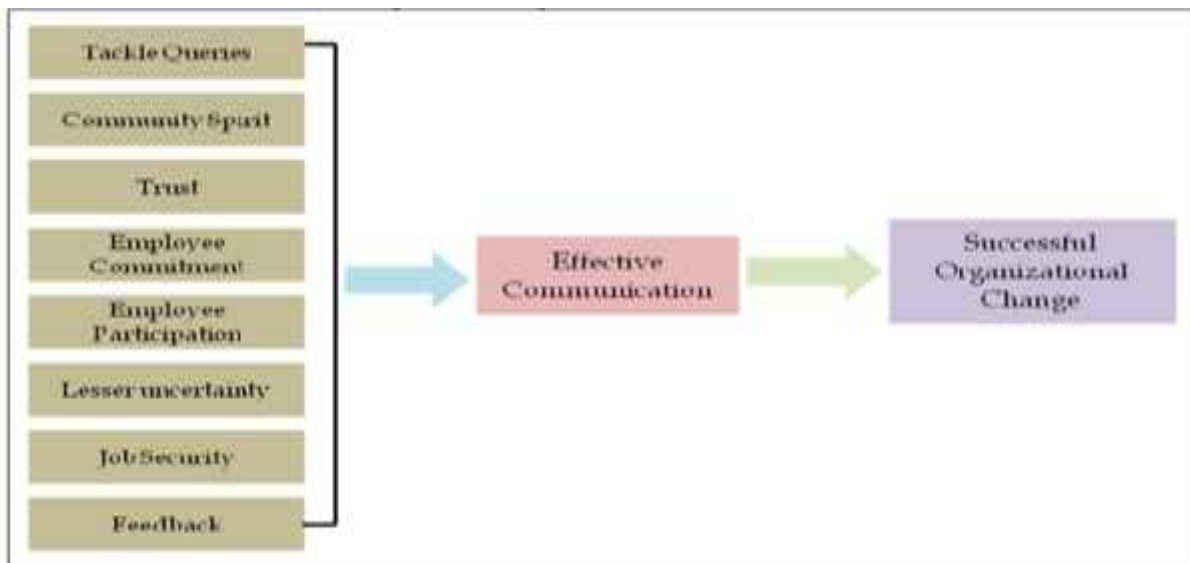 Tackle Queries
Community Spirit
Trust
Employee
Commitment
Employee
Participation
Lesser uncertainty
Job Security
Feedback
Effective
Communication
Successful
Organizational
Change